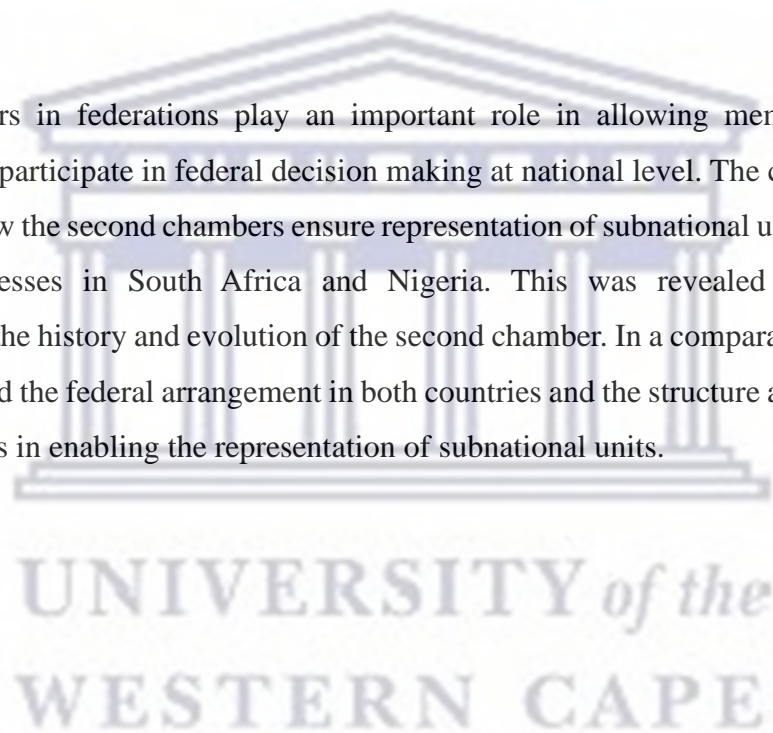 rs in federations play an important role in allowing mer
participate in federal decision making at national level. The c
w the second chambers ensure representation of subnational u
esses in South Africa and Nigeria. This was revealed
the history and evolution of the second chamber. In a compara
d the federal arrangement in both countries and the structure a
s in enabling the representation of subnational units.
UNIVERSITY of the
WESTERN CAPE